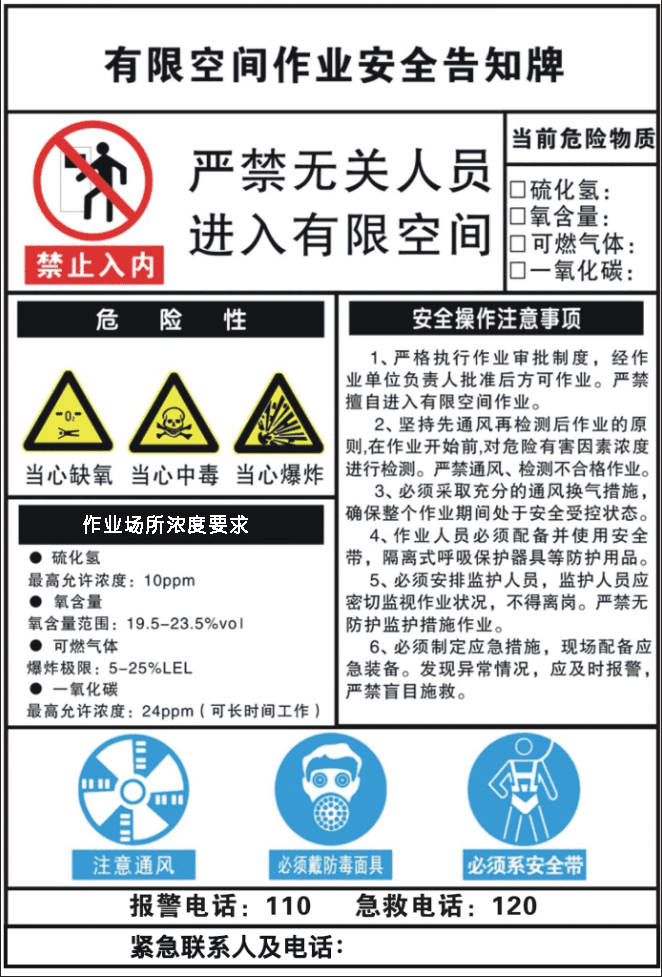 有限空间作业安全告知牌
禁止入内
严禁无关人员
进入有限空间
当前危险物质
□硫化氢：
□氧含量：
□可燃气体：
□一氧化碳：
危 险 性
O₂
当心缺氧 当心中毒 当心爆炸
作业场所浓度要求
● 硫化氢
最高允许浓度：10ppm
● 氧含量
氧含量范围：19.5-23.5%vol
● 可燃气体
爆炸极限：5-25%LEL
● 一氧化碳
最高允许浓度：24ppm（可长时间工作）
安全操作注意事项
1、严格执行作业审批制度，经作
业单位负责人批准后方可作业。严禁
擅自进入有限空间作业。
2、坚持先通风再检测后作业的原
则,在作业开始前,对危险有害因素浓度
进行检测。严禁通风、检测不合格作业。
3、必须采取充分的通风换气措施，
确保整个作业期间处于安全受控状态。
4、作业人员必须配备并使用安全
带，隔离式呼吸保护器具等防护用品。
5、必须安排监护人员，监护人员应
密切监视作业状况，不得离岗。严禁无
防护监护措施作业。
6、必须制定应急措施，现场配备应
急装备。发现异常情况，应及时报警，
严禁盲目施救。
注意通风 必须戴防毒面具 必须系安全带
报警电话：110 急救电话：120
紧急联系人及电话：